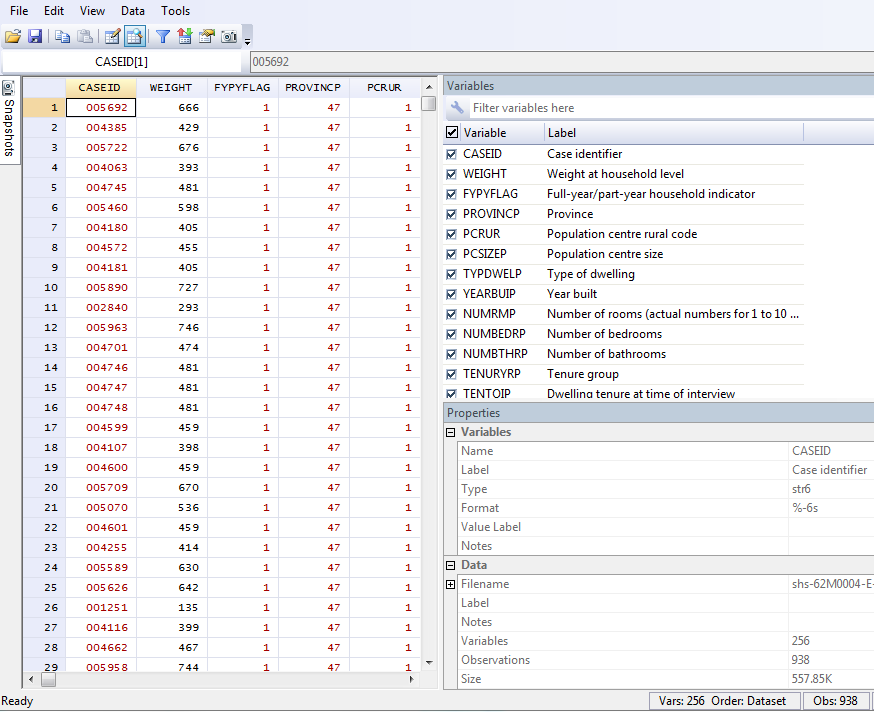 File Edit View Data Tools
CASEID[1] 005692
Snapshots
CASEID WEIGHT FYPYFLAG PROVINCP PCRUR
1 005692 666 1 47 1
2 004385 429 1 47 1
3 005722 676 1 47 1
4 004063 393 1 47 1
5 004745 481 1 47 1
6 005460 598 1 47 1
7 004180 405 1 47 1
8 004572 455 1 47 1
9 004181 405 1 47 1
10 005890 727 1 47 1
11 002840 293 1 47 1
12 005963 746 1 47 1
13 004701 474 1 47 1
14 004746 481 1 47 1
15 004747 481 1 47 1
16 004748 481 1 47 1
17 004599 459 1 47 1
18 004107 398 1 47 1
19 004600 459 1 47 1
20 005709 670 1 47 1
21 005070 536 1 47 1
22 004601 459 1 47 1
23 004255 414 1 47 1
24 005589 630 1 47 1
25 005626 642 1 47 1
26 001251 135 1 47 1
27 004116 399 1 47 1
28 004662 467 1 47 1
29 005958 744 1 47 1
Variables
Filter variables here
Variable Label
CASEID Case identifier
WEIGHT Weight at household level
FYPYFLAG Full-year/part-year household indicator
PROVINCP Province
PCRUR Population centre rural code
PCSIZEP Population centre size
TYPDWELP Type of dwelling
YEARBUIP Year built
NUMRMP Number of rooms (actual numbers for 1 to 10 ...
NUMBEDRP Number of bedrooms
NUMBTHRP Number of bathrooms
TENURYRP Tenure group
TENTOIP Dwelling tenure at time of interview
Properties
Variables
Name CASEID
Label Case identifier
Type str6
Format %-6s
Value Label
Notes
Data
Filename shs-62M0004-E-
Label
Notes
Variables 256
Observations 938
Size 557.85K
Ready Vars: 256 Order: Dataset Obs: 938